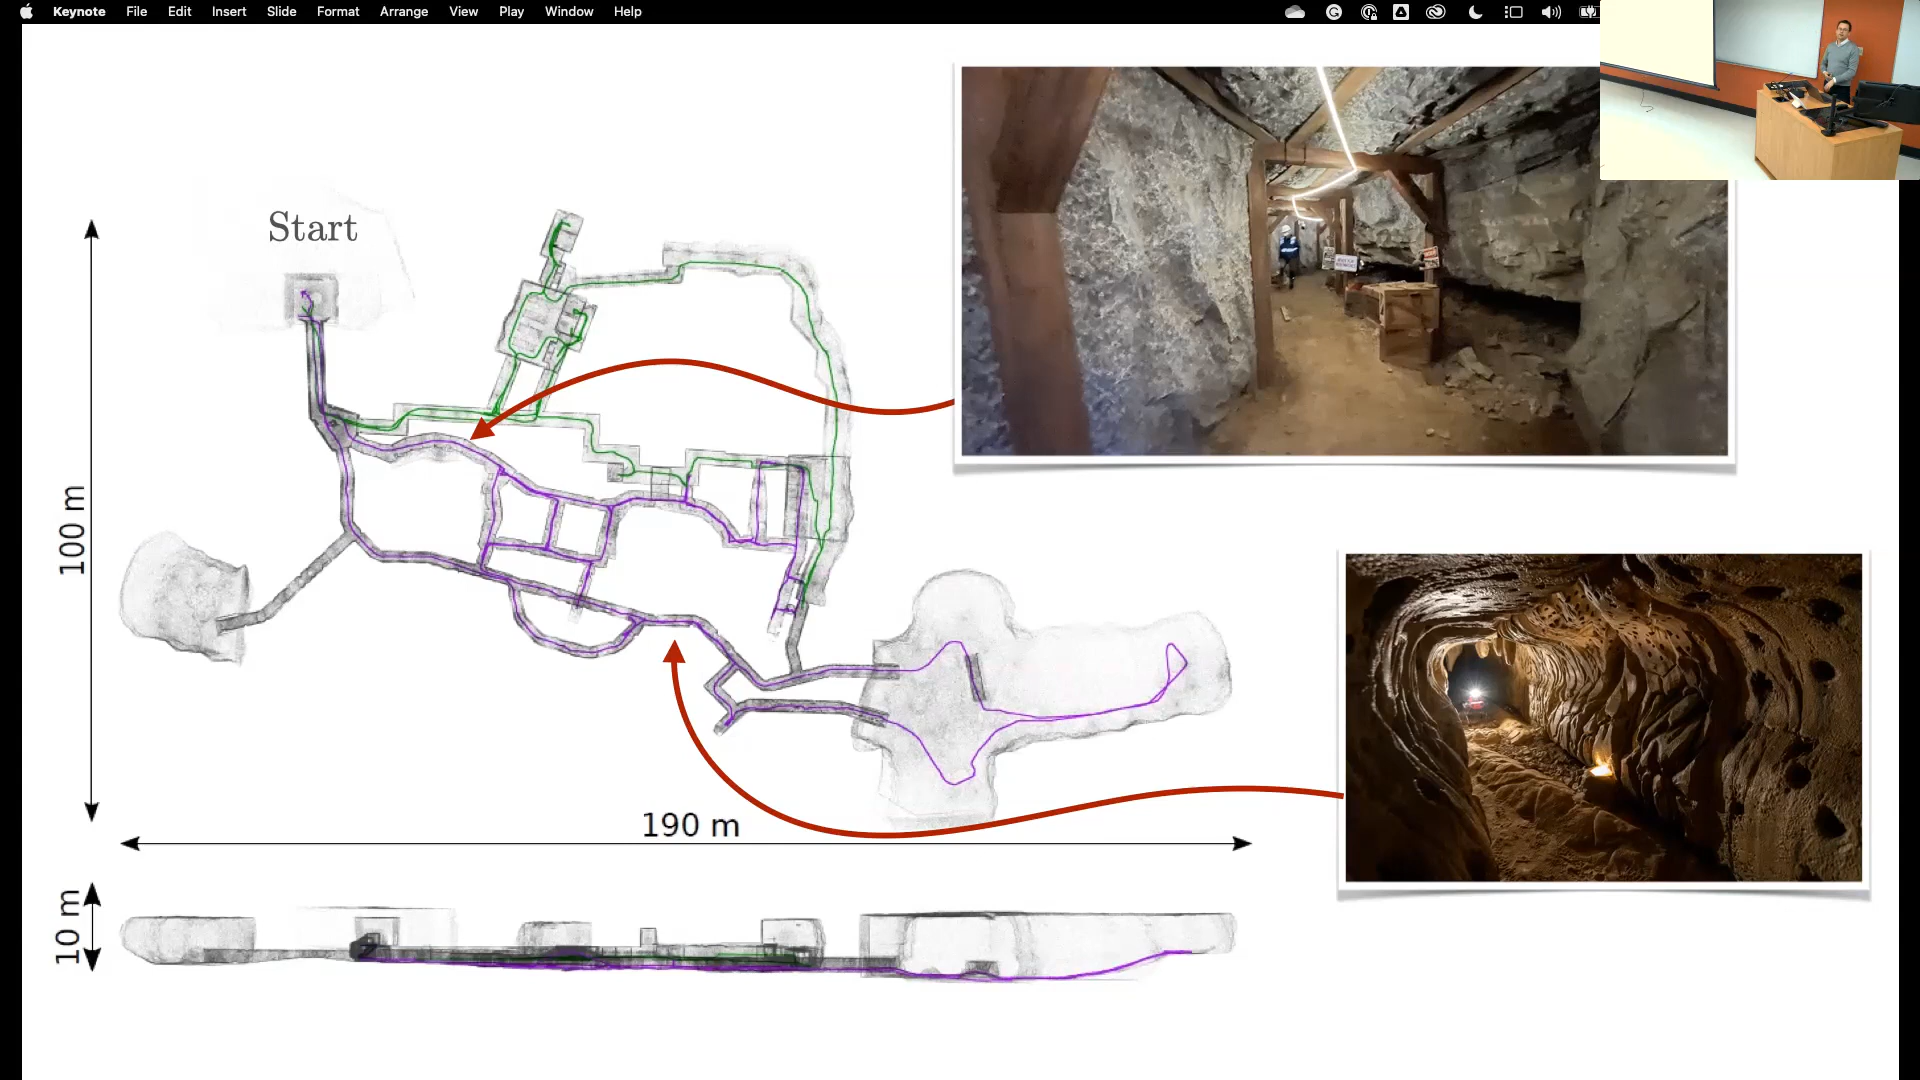 Keynote File Edit Insert Slide Format Arrange View Play Window Help
Start
100 m
190 m
10 m